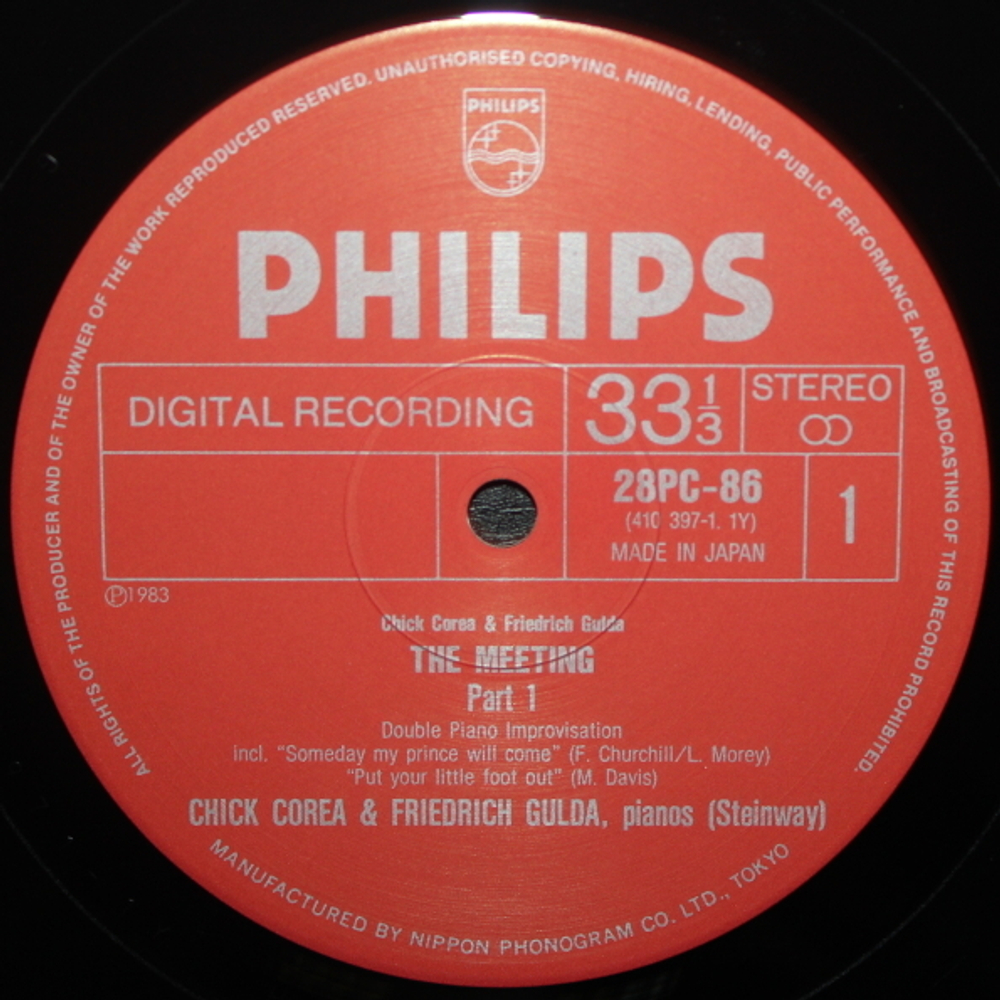 ALL RIGHTS OF THE PRODUCER AND OF THE OWNER OF THE WORK REPRODUCED RESERVED. UNAUTHORISED COPYING, HIRING, LENDING, PUBLIC PERFORMANCE AND BROADCASTING OF THIS RECORD PROHIBITED.
PHILIPS
PHILIPS
DIGITAL RECORDING
33 1/3
STEREO
28PC-86
(410 397-1. 1Y)
MADE IN JAPAN
1
Ⓟ1983
Chick Corea & Friedrich Gulda
THE MEETING
Part 1
Double Piano Improvisation
incl. “Someday my prince will come” (F. Churchill/L. Morey)
“Put your little foot out” (M. Davis)
CHICK COREA & FRIEDRICH GULDA, pianos (Steinway)
MANUFACTURED BY NIPPON PHONOGRAM CO. LTD., TOKYO